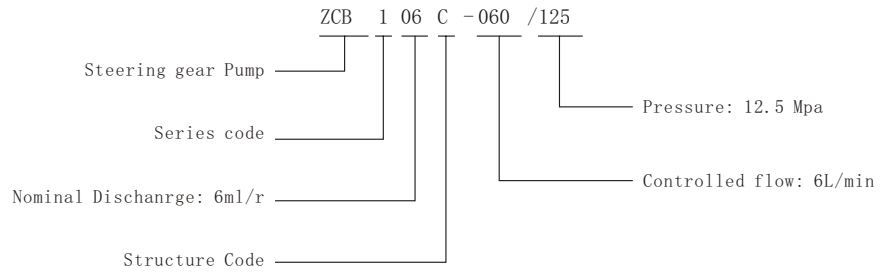 ZCB 1 06 C -060 /125
Steering gear Pump
Pressure: 12.5 Mpa
Series code
Controlled flow: 6L/min
Nominal Dischanrge: 6ml/r
Structure Code